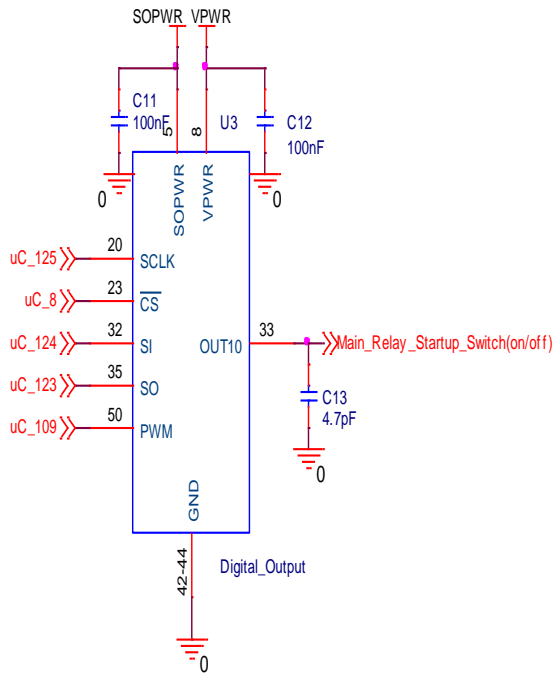 SOPWR VPWR
C11
100nF
5
8
U3
C12
100nF
0
0
SOPWR
VPWR
uC_125
20
SCLK
uC_8
23
CS
uC_124
32
SI
OUT10
33
Main_Relay_Startup_Switch(on/off)
uC_123
35
SO
C13
4.7pF
uC_109
50
PWM
0
GND
42-44
Digital_Output
0